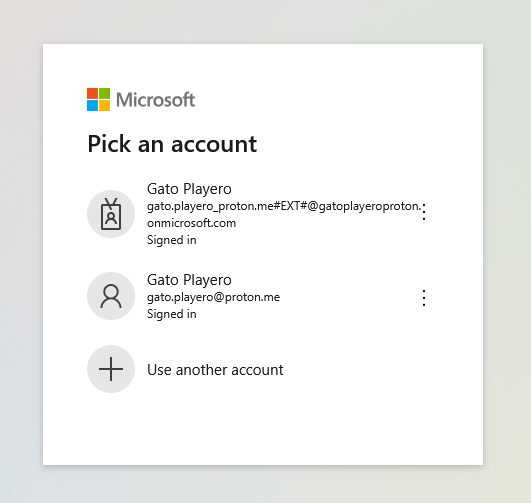 Microsoft
Pick an account
Gato Playero
gato.playero_proton.me#EXT#@gatoplayeroproton.
onmicrosoft.com
Signed in
Gato Playero
gato.playero@proton.me
Signed in
Use another account